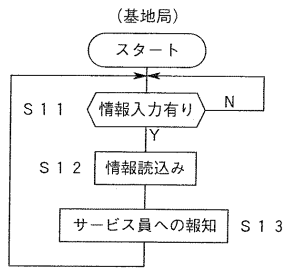 （基地局）
スタート
S11 情報入力有り N
Y
S12 情報読込み
サービス員への報知 S13